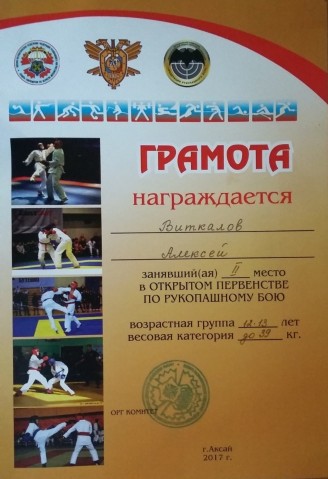 ГРАМОТА
награждается
Виткалов
Алексей
занявший(ая) II место
В ОТКРЫТОМ ПЕРВЕНСТВЕ
ПО РУКОПАШНОМУ БОЮ
возрастная группа 12-13 лет
весовая категория до 39 кг.
ОРГ КОМИТЕТ
г.Аксай
2017 г.